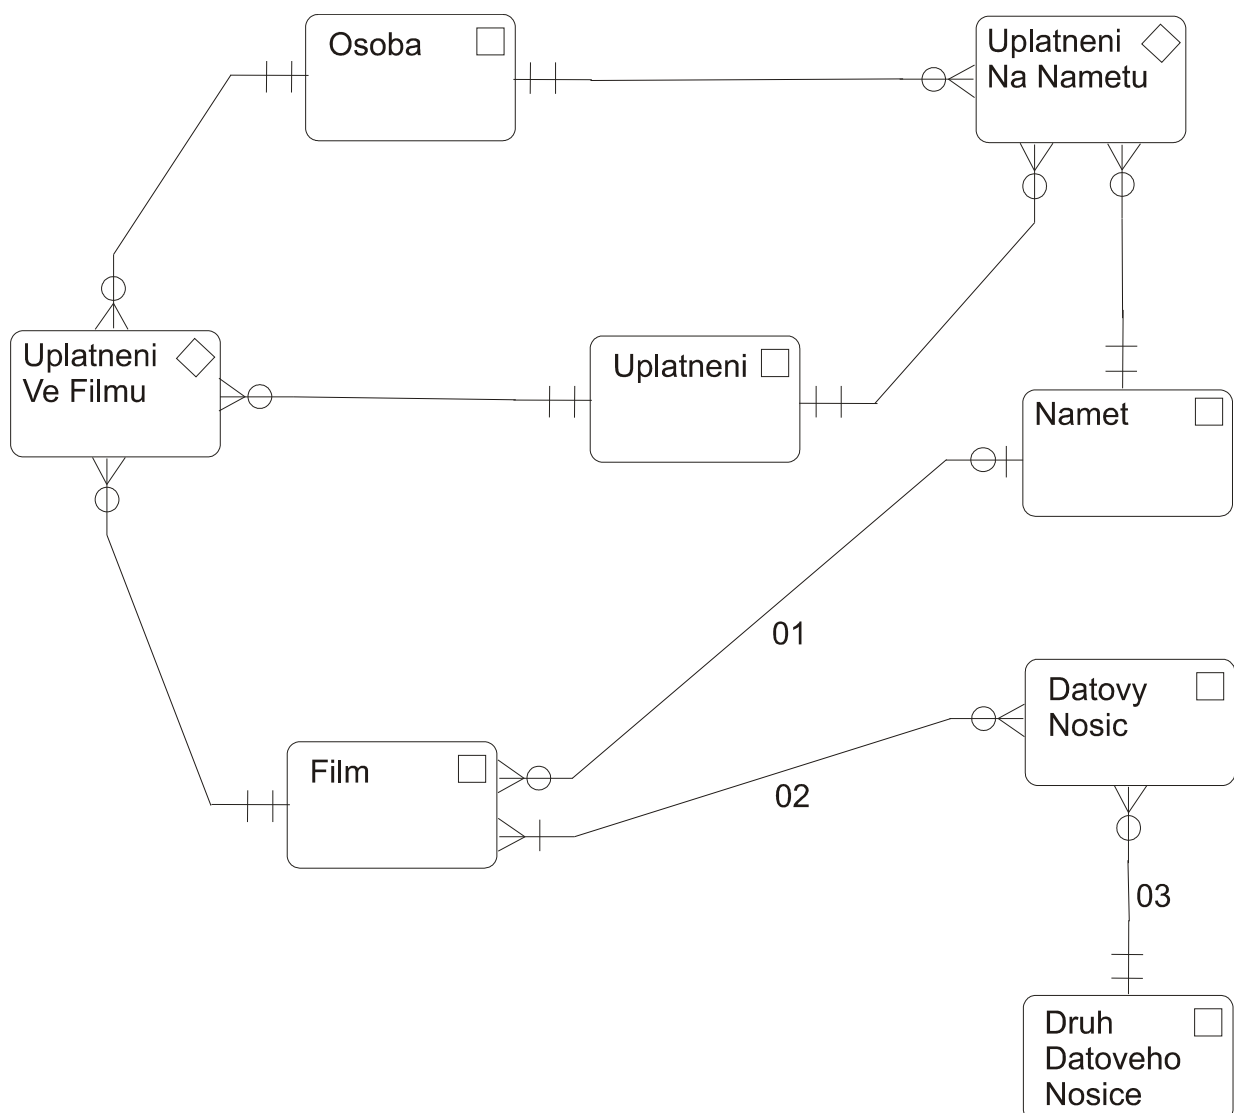 Osoba
Uplatneni
Na Nametu
Uplatneni
Ve Filmu
Uplatneni
Namet
01
Datovy
Nosic
Film
02
03
Druh
Datoveho
Nosice